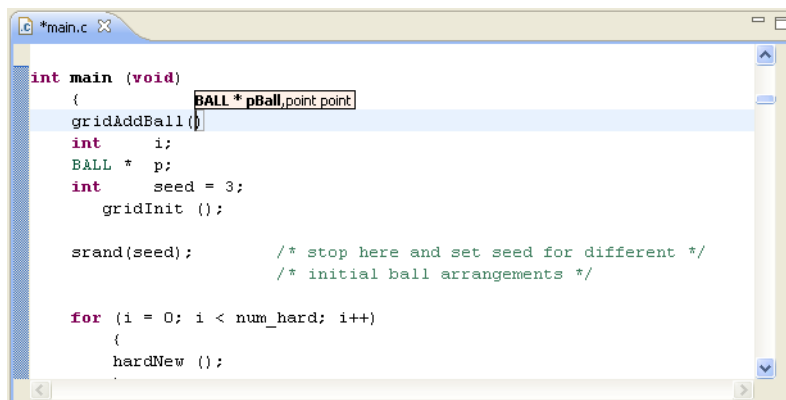 *main.c
int main (void)
{
BALL * pBall,point point
gridAddBall()
int i;
BALL * p;
int seed = 3;
gridInit ();
srand(seed); /* stop here and set seed for different */
/* initial ball arrangements */
for (i = 0; i < num_hard; i++)
{
hardNew ();